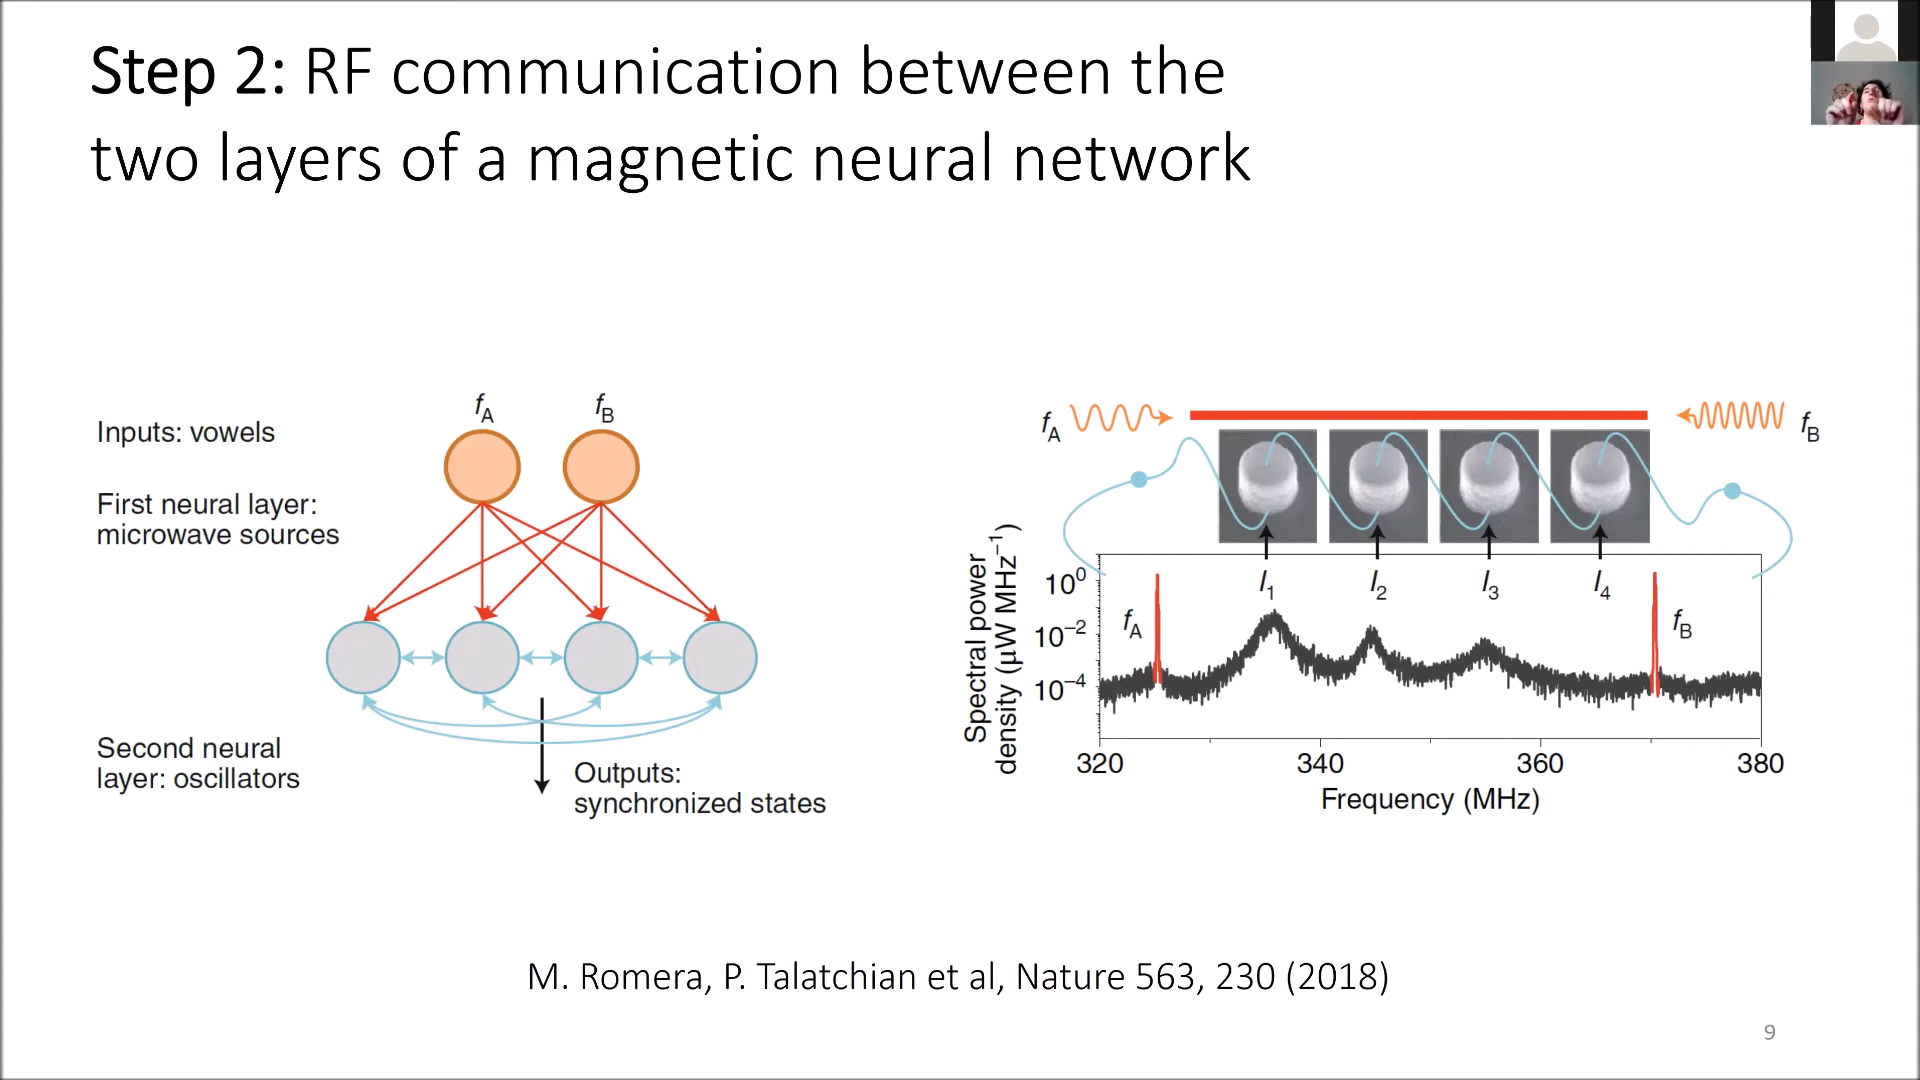 Step 2: RF communication between the
two layers of a magnetic neural network
Inputs: vowels
First neural layer:
microwave sources
Second neural
layer: oscillators
fA
fB
Outputs:
synchronized states
fA
fB
Spectral power
density (μW MHz⁻¹)
10⁰
10⁻²
10⁻⁴
fA
I1
I2
I3
I4
fB
320
340
360
380
Frequency (MHz)
M. Romera, P. Talatchian et al, Nature 563, 230 (2018)
9